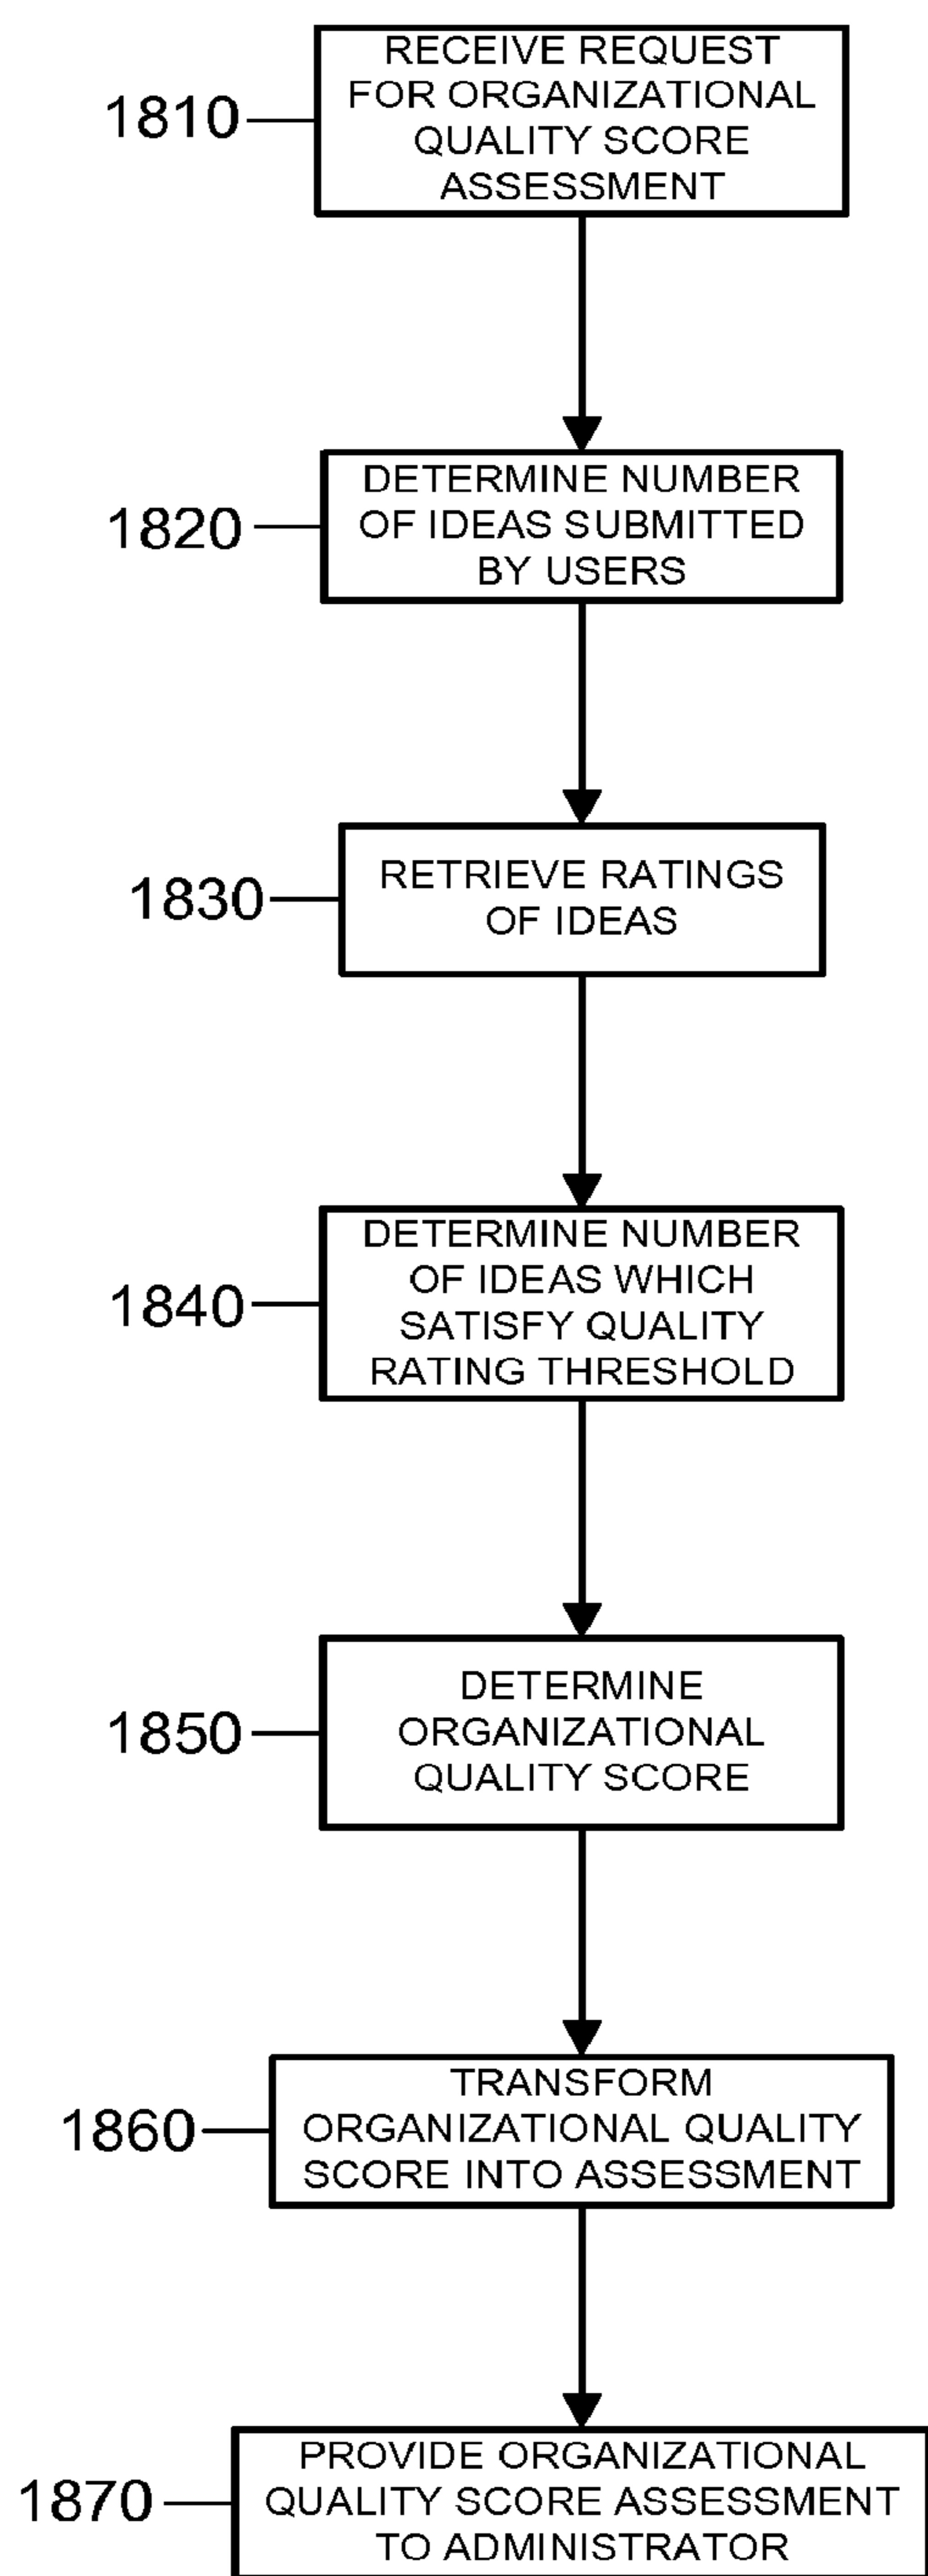 RECEIVE REQUEST
FOR ORGANIZATIONAL
QUALITY SCORE
ASSESSMENT
1810
DETERMINE NUMBER
OF IDEAS SUBMITTED
BY USERS
1820
RETRIEVE RATINGS
OF IDEAS
1830
DETERMINE NUMBER
OF IDEAS WHICH
SATISFY QUALITY
RATING THRESHOLD
1840
DETERMINE
ORGANIZATIONAL
QUALITY SCORE
1850
TRANSFORM
ORGANIZATIONAL QUALITY
SCORE INTO ASSESSMENT
1860
PROVIDE ORGANIZATIONAL
QUALITY SCORE ASSESSMENT
TO ADMINISTRATOR
1870